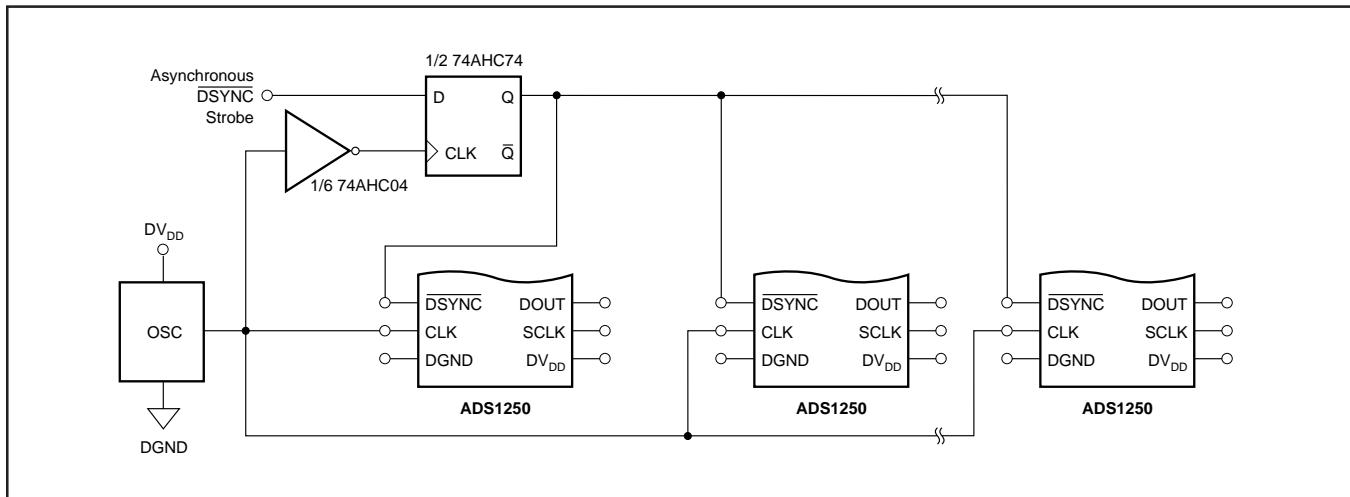 1/2 74AHC74
Asynchronous
DSYNC
Strobe
D Q
CLK Q
1/6 74AHC04
DVDD
OSC
DGND
DSYNC DOUT
CLK SCLK
DGND DVDD
ADS1250
DSYNC DOUT
CLK SCLK
DGND DVDD
ADS1250
DSYNC DOUT
CLK SCLK
DGND DVDD
ADS1250